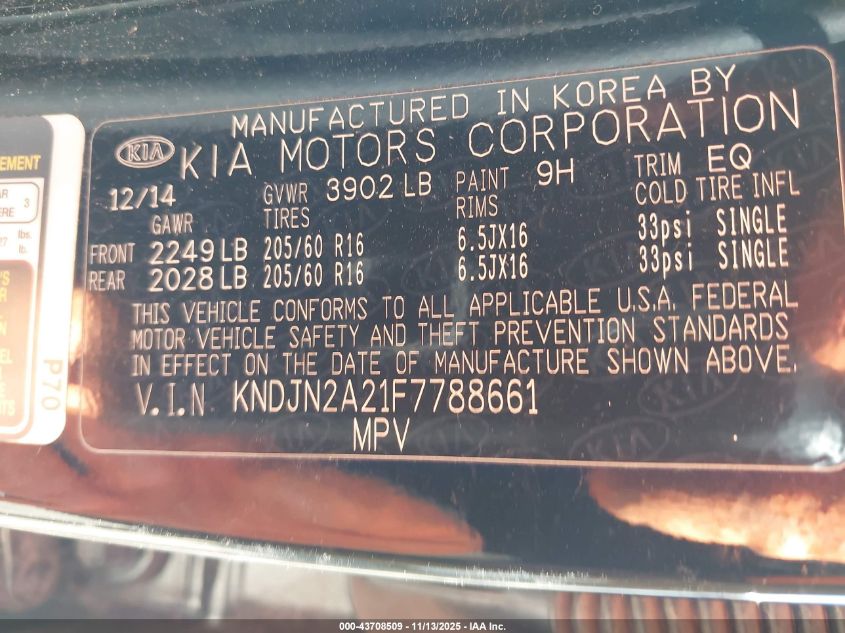 MANUFACTURED IN KOREA BY
KIA KIA MOTORS CORPORATION
12/14 GVWR 3902 LB PAINT 9H TRIM EQ
GAWR TIRES RIMS COLD TIRE INFL
FRONT 2249 LB 205/60 R16 6.5JX16 33psi SINGLE
REAR 2028 LB 205/60 R16 6.5JX16 33psi SINGLE
THIS VEHICLE CONFORMS TO ALL APPLICABLE U.S.A. FEDERAL
MOTOR VEHICLE SAFETY AND THEFT PREVENTION STANDARDS
IN EFFECT ON THE DATE OF MANUFACTURE SHOWN ABOVE.
V.I.N KNDJN2A21F7788661
MPV
P70
000-43708509 - 11/13/2025 - IAA Inc.